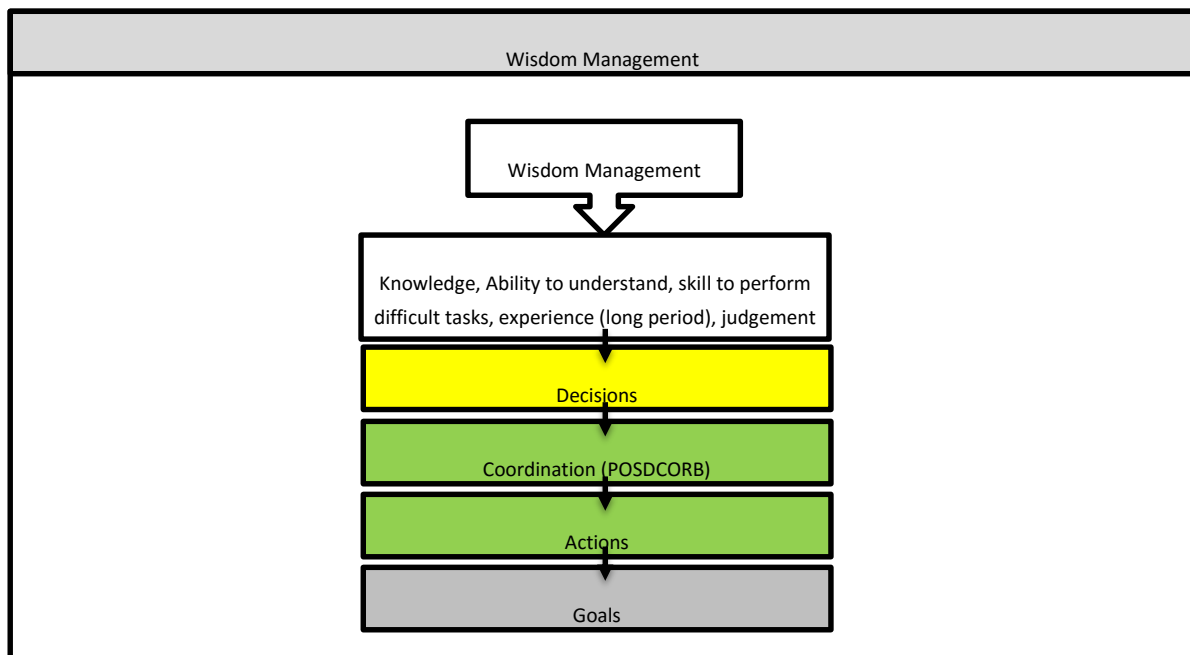 Wisdom Management
Wisdom Management
Knowledge, Ability to understand, skill to perform
difficult tasks, experience (long period), judgement
Decisions
Coordination (POSDCORB)
Actions
Goals